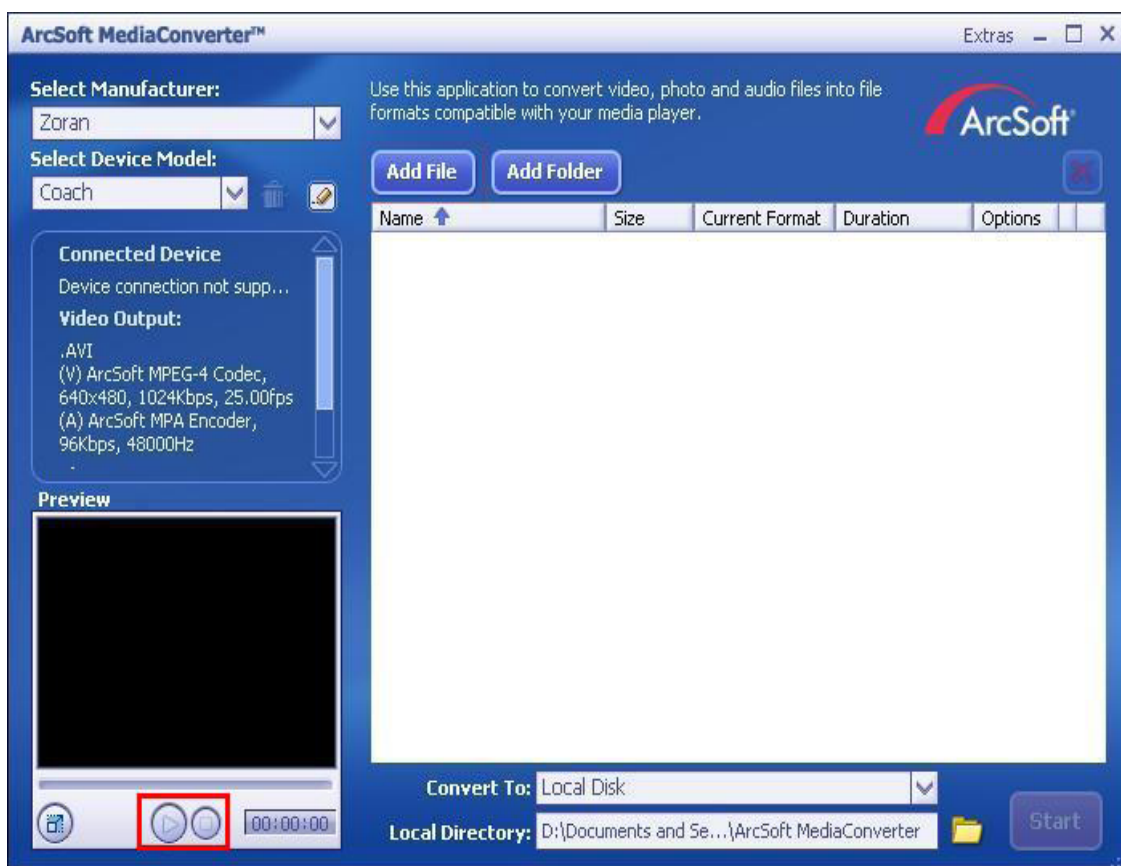 ArcSoft MediaConverter™
Extras
Select Manufacturer:
Zoran
Select Device Model:
Coach
Connected Device
Device connection not supp...
Video Output:
.AVI
(V) ArcSoft MPEG-4 Codec,
640x480, 1024Kbps, 25.00fps
(A) ArcSoft MPA Encoder,
96Kbps, 48000Hz
Preview
00:00:00
Use this application to convert video, photo and audio files into file
formats compatible with your media player.
ArcSoft®
Add File Add Folder
Name Size Current Format Duration Options
Convert To: Local Disk
Local Directory: D:\Documents and Se...\ArcSoft MediaConverter
Start